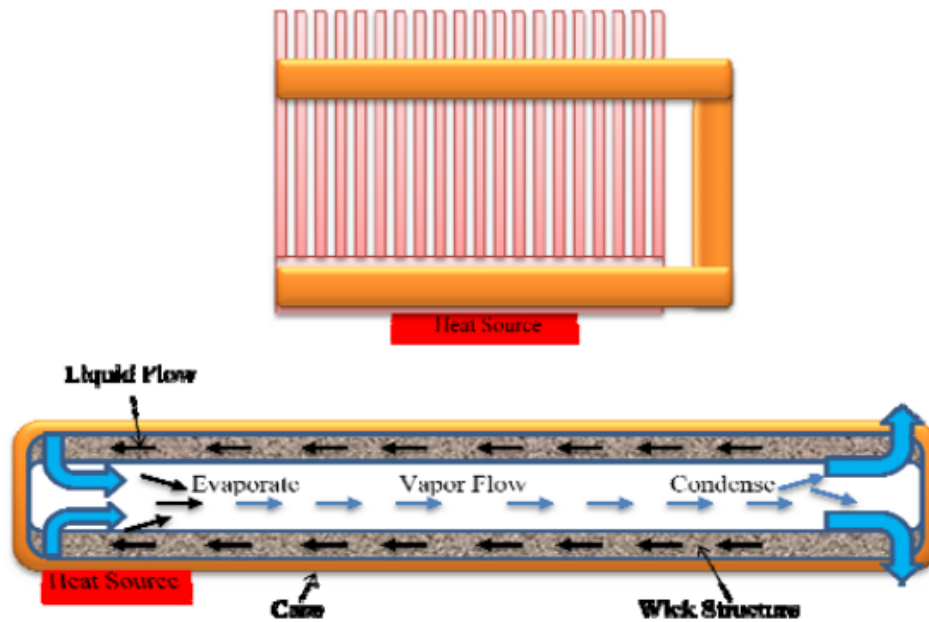 Heat Source
Liquid Flow
Evaporate Vapor Flow Condense
Heat Source
Case Wick Structure